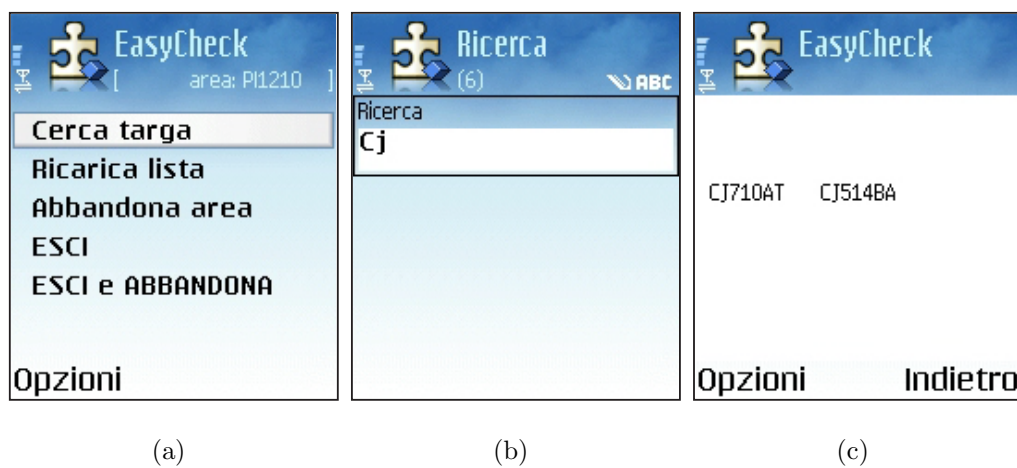 EasyCheck
[ area: PI1210 ]
Cerca targa
Ricarica lista
Abbandona area
ESCI
ESCI e ABBANDONA
Opzioni
Ricerca
(6) ABC
Ricerca
Cj
EasyCheck
CJ710AT CJ514BA
Opzioni Indietro
(a) (b) (c)